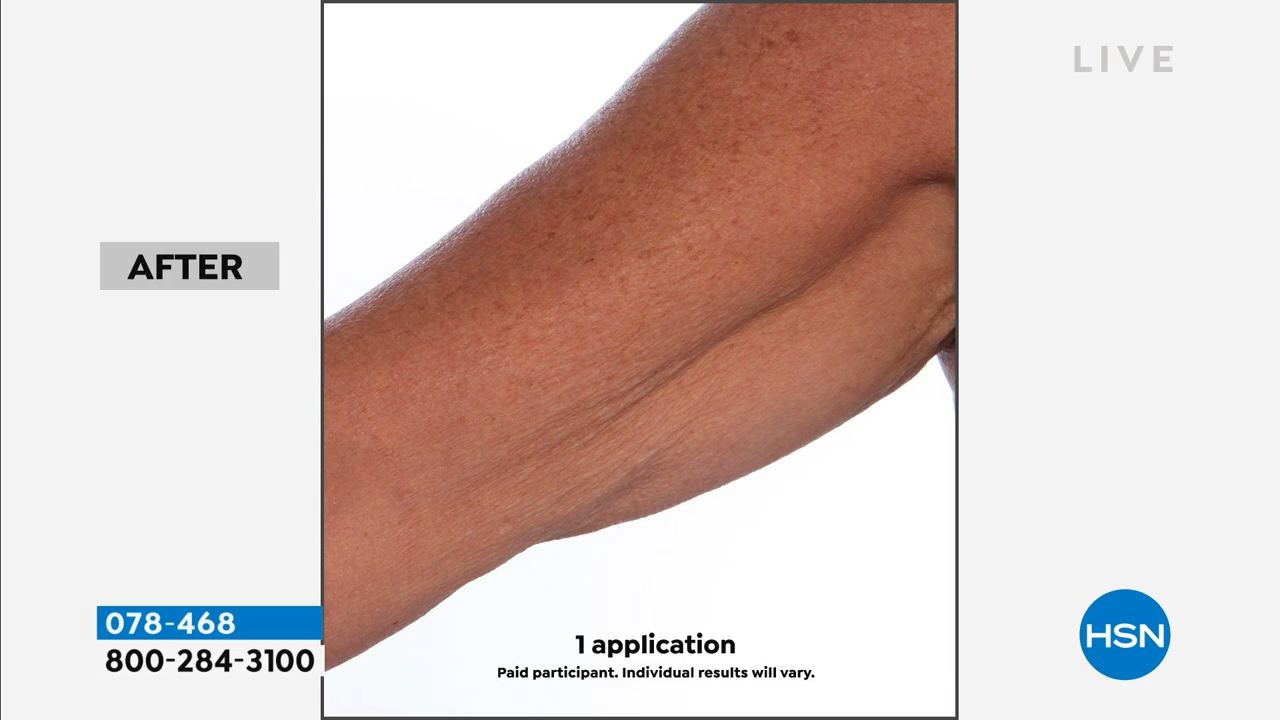 LIVE
AFTER
078-468
800-284-3100
1 application
Paid participant. Individual results will vary.
HSN